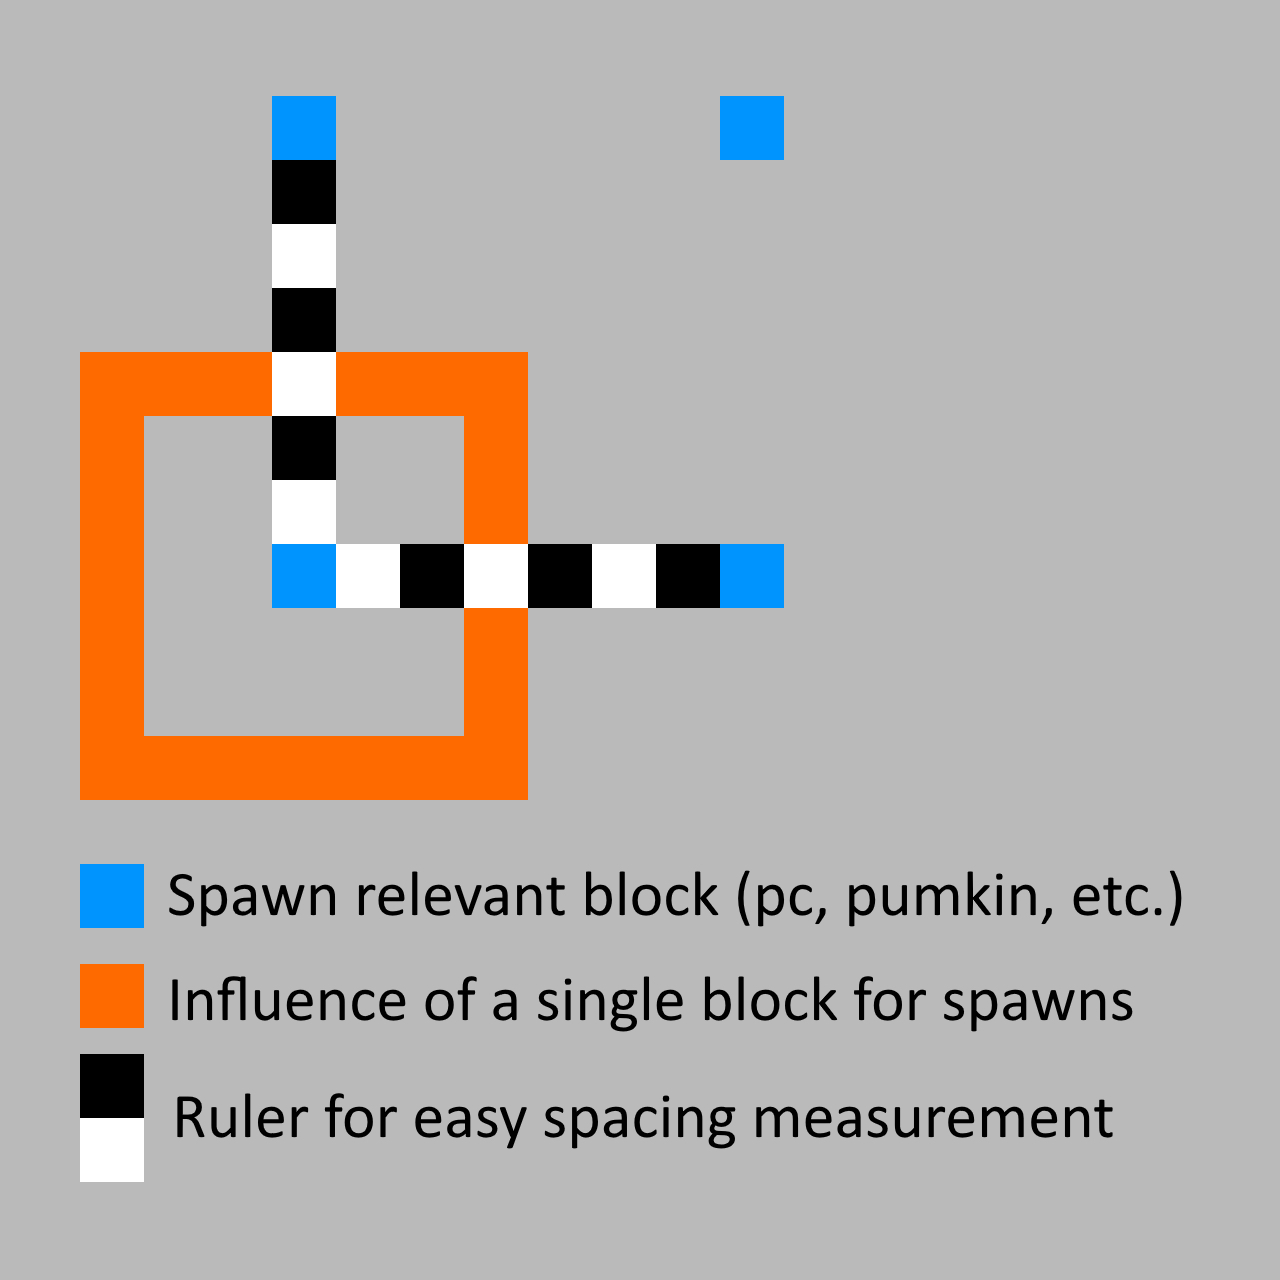 Spawn relevant block (pc, pumkin, etc.)
Influence of a single block for spawns
Ruler for easy spacing measurement